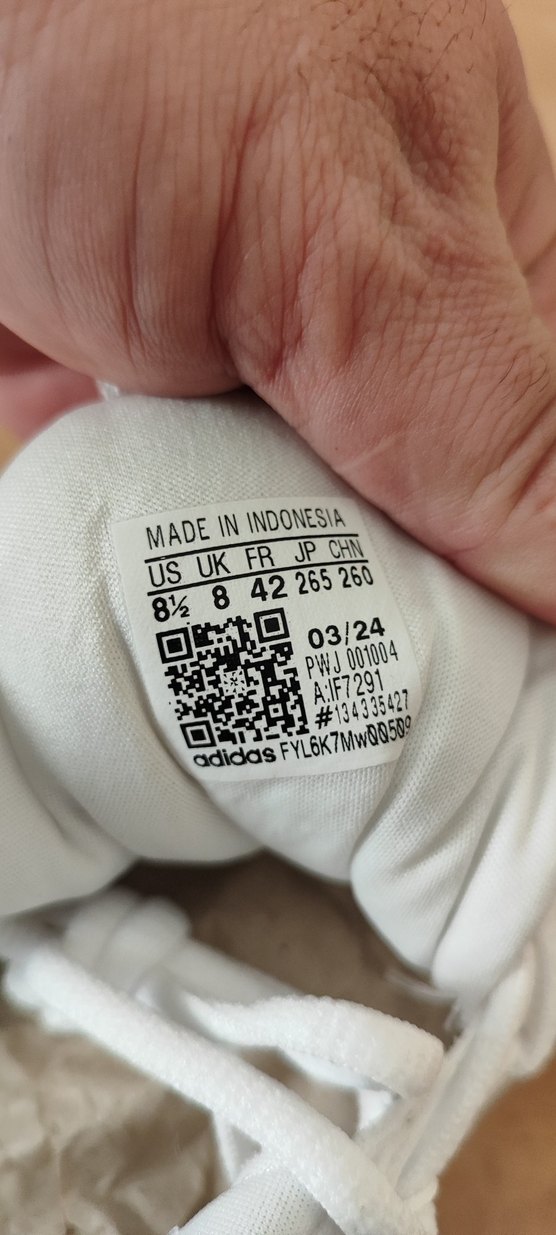 MADE IN INDONESIA
US UK FR JP CHN
8½ 8 42 265 260
03/24
PWJ 001004
A:IF7291
#134335427
adidas FYL6K7MwQQ509